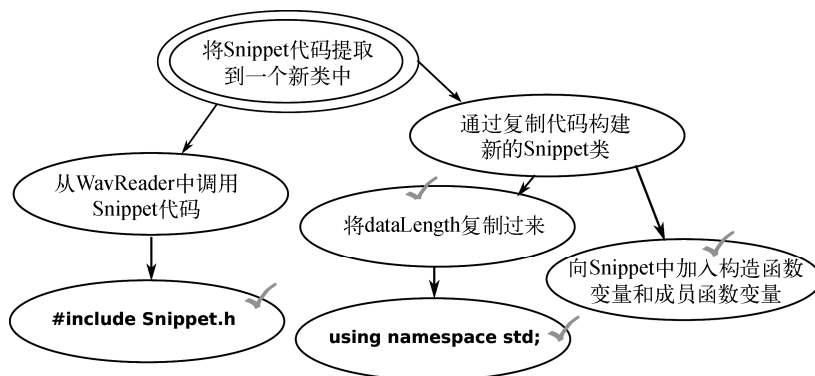 将Snippet代码提取
到一个新类中
通过复制代码构建
新的Snippet类
从WavReader中调用
Snippet代码
将dataLength复制过来
向Snippet中加入构造函数
变量和成员函数变量
#include Snippet.h
using namespace std;